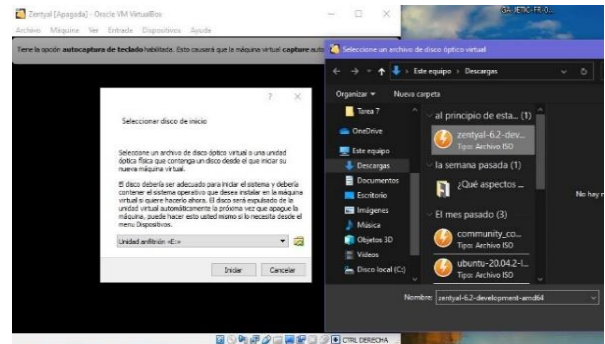 Zentyal [Apagada] - Oracle VM VirtualBox
Archivo Máquina Ver Entrada Dispositivos Ayuda
Tiene la opción autocaptura de teclado habilitada. Esto causará que la máquina virtual capture auto
Seleccionar disco de inicio
Seleccione un archivo de disco óptico virtual o una unidad
óptica física que contenga un disco desde el que iniciar su
nueva máquina virtual.
El disco debería ser adecuado para iniciar el sistema y debería
contener el sistema operativo que desea instalar en la máquina
virtual si quiere hacerlo ahora. El disco será expulsado de la
unidad virtual automáticamente la próxima vez que apague la
máquina, puede hacer esto usted mismo si lo necesita desde el
menu Dispositivos.
Unidad anfitrión <E:>
Iniciar Cancelar
CTRL DERECHA
Seleccione un archivo de disco óptico virtual
Este equipo > Descargas
Organizar Nueva carpeta
Tarea 7
OneDrive
Este equipo
Descargas
Documentos
Escritorio
Imágenes
Música
Objetos 3D
Vídeos
Disco local (C:)
al principio de esta... (1)
zentyal-6.2-dev...
Tipo: Archivo ISO
la semana pasada (1)
¿Qué aspectos ...
El mes pasado (3)
community_co...
Tipo: Archivo ISO
ubuntu-20.04.2-l...
Tipo: Archivo ISO
No hay n
Nombre: zentyal-6.2-development-amd64